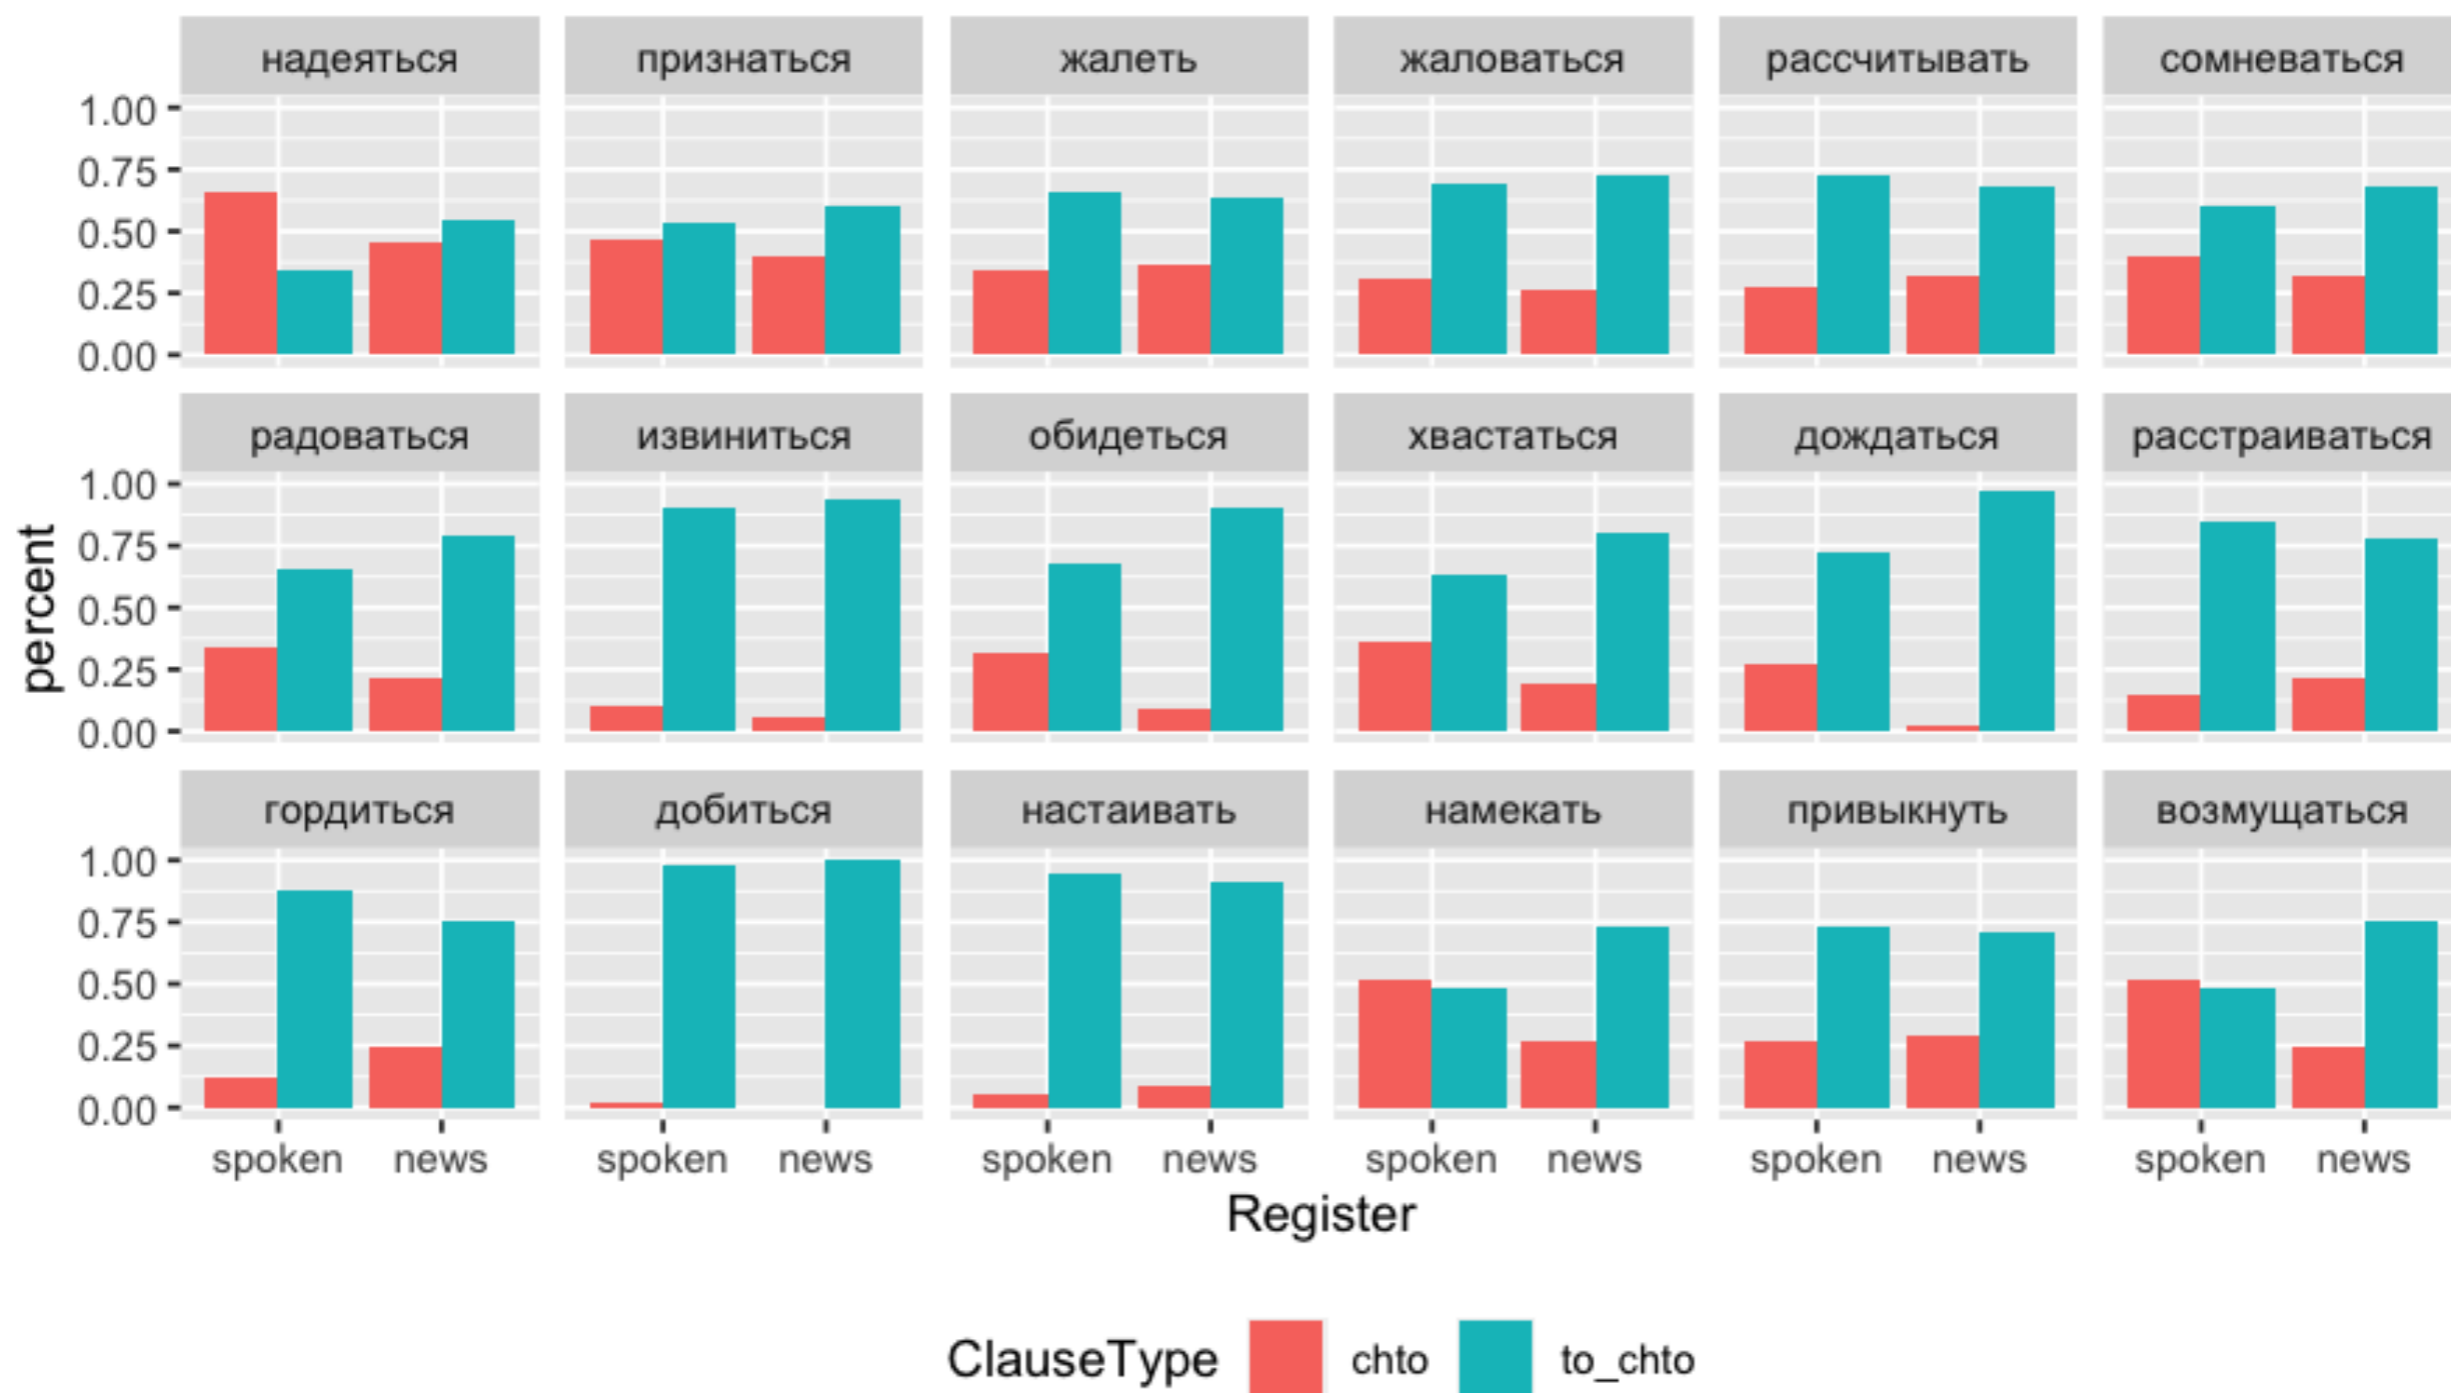 надеяться признаться жалеть жаловаться рассчитывать сомневаться
1.00
0.75
0.50
0.25
0.00
радоваться извиниться обидеться хвастаться дождаться расстраиваться
1.00
0.75
0.50
0.25
0.00
percent
гордиться добиться настаивать намекать привыкнуть возмущаться
1.00
0.75
0.50
0.25
0.00
spoken news spoken news spoken news spoken news spoken news spoken news
Register
ClauseType chto to_chto